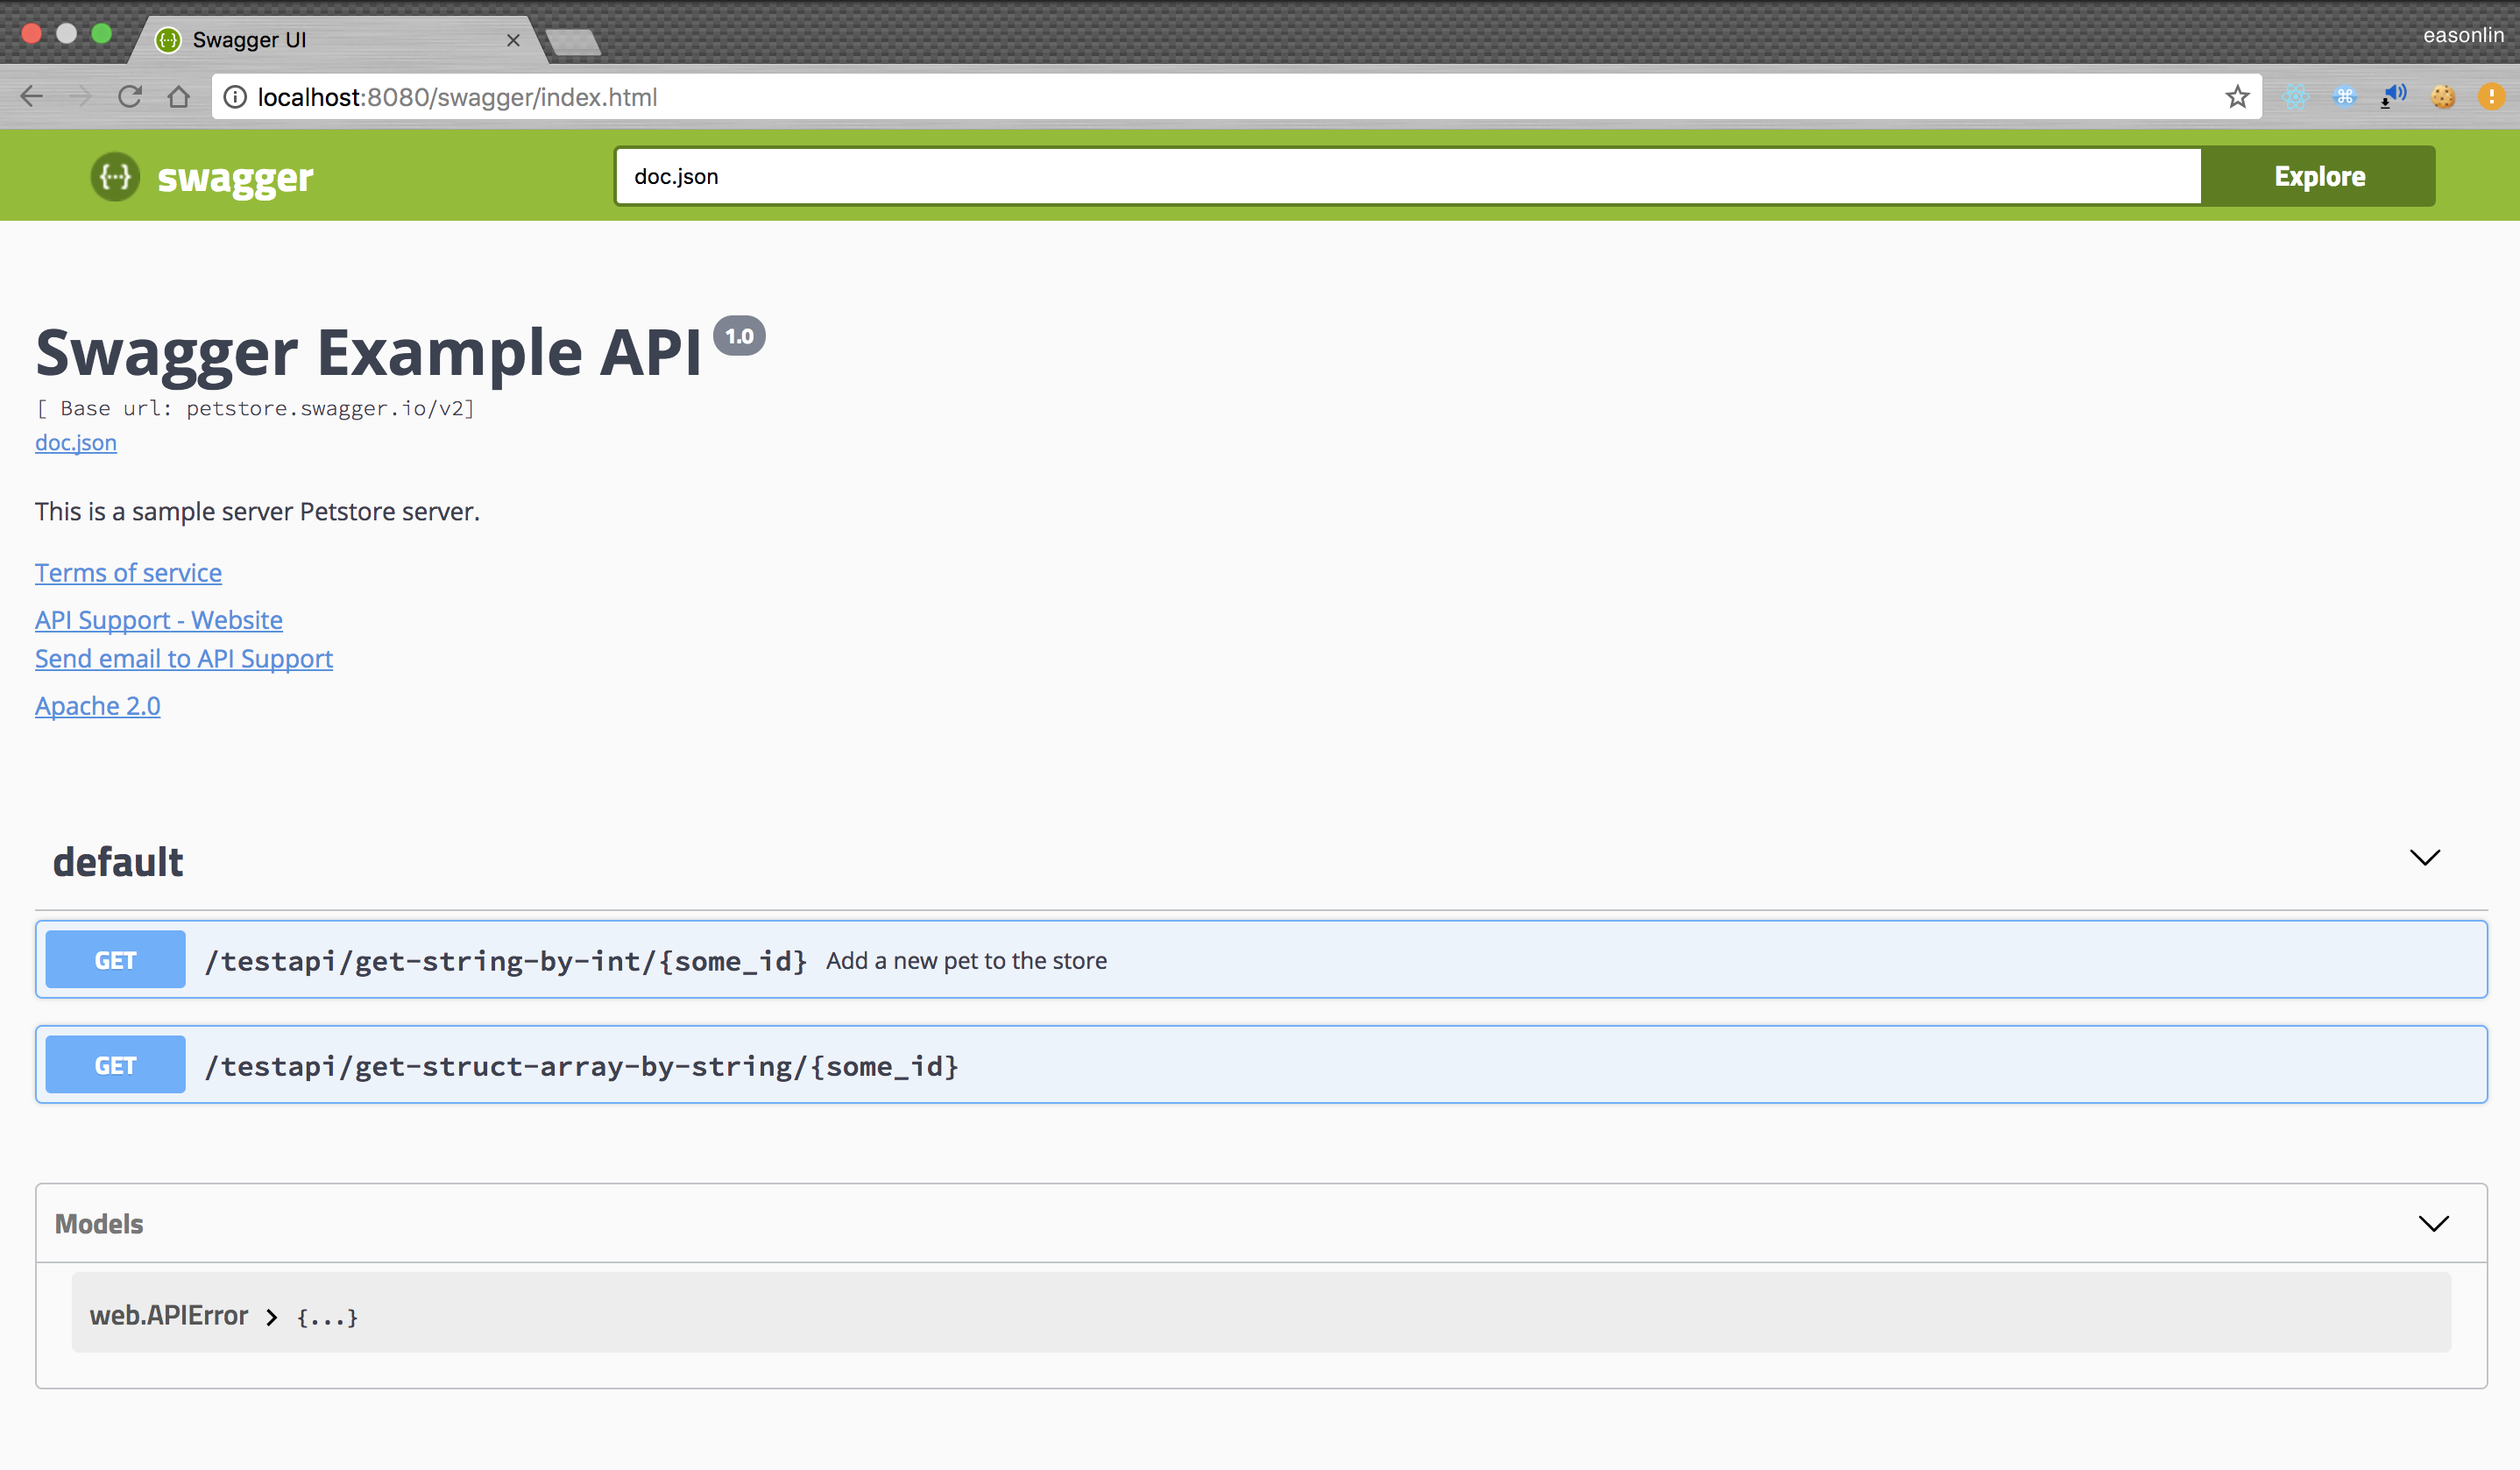 Swagger UI
easonlin
localhost:8080/swagger/index.html
{···} swagger
doc.json
Explore
Swagger Example API 1.0
[ Base url: petstore.swagger.io/v2]
doc.json
This is a sample server Petstore server.
Terms of service
API Support - Website
Send email to API Support
Apache 2.0
default
GET /testapi/get-string-by-int/{some_id} Add a new pet to the store
GET /testapi/get-struct-array-by-string/{some_id}
Models
web.APIError > {...}